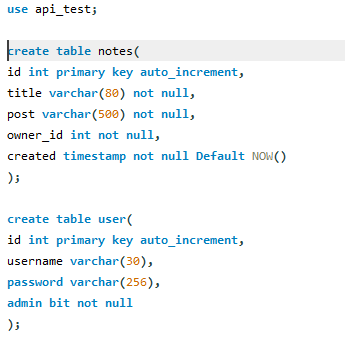 use api_test;
create table notes(
id int primary key auto_increment,
title varchar(80) not null,
post varchar(500) not null,
owner_id int not null,
created timestamp not null Default NOW()
);
create table user(
id int primary key auto_increment,
username varchar(30),
password varchar(256),
admin bit not null
);